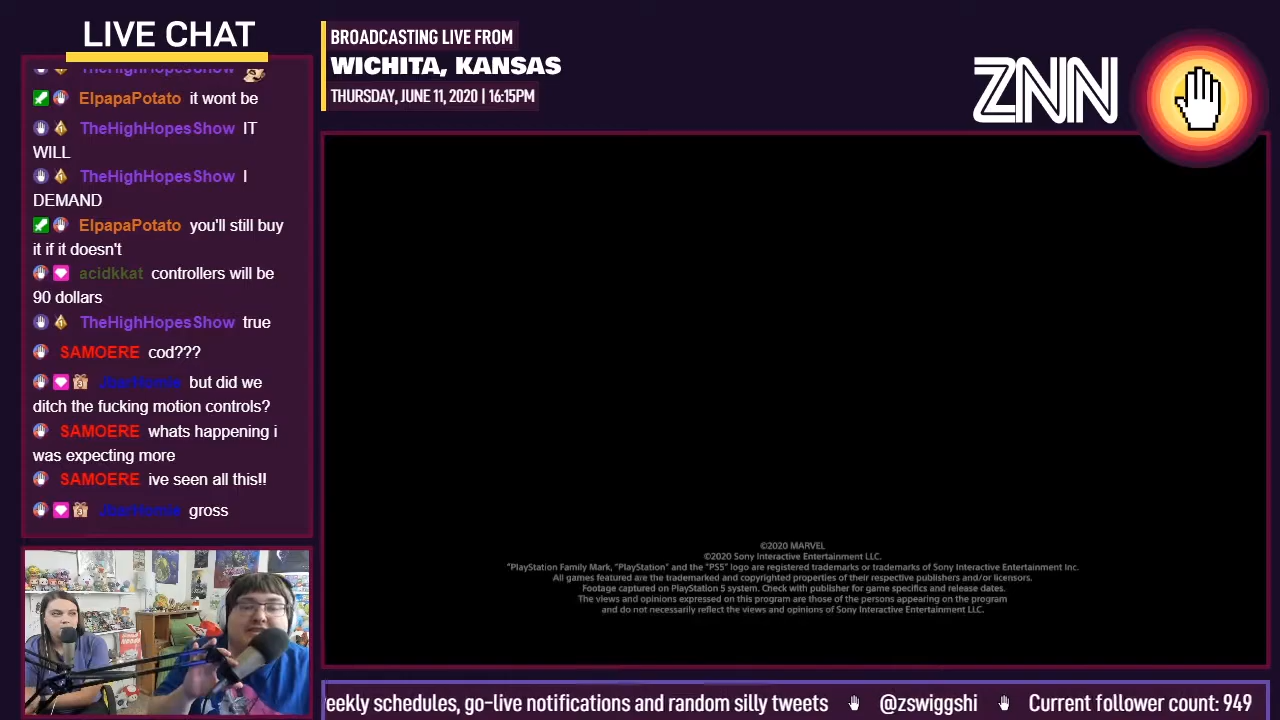 LIVE CHAT
TheHighHopesShow
ElpapaPotato it wont be
TheHighHopesShow IT
WILL
TheHighHopesShow I
DEMAND
ElpapaPotato you'll still buy
it if it doesn't
acidkkat controllers will be
90 dollars
TheHighHopesShow true
SAMOERE cod???
but did we
ditch the fucking motion controls?
SAMOERE whats happening i
was expecting more
SAMOERE ive seen all this!!
gross
BROADCASTING LIVE FROM
WICHITA, KANSAS
THURSDAY, JUNE 11, 2020 | 16:15PM
ZNN
©2020 MARVEL
©2020 Sony Interactive Entertainment LLC.
"PlayStation Family Mark, "PlayStation" and the "PS5" logo are registered trademarks or trademarks of Sony Interactive Entertainment Inc.
All games featured are the trademarked and copyrighted properties of their respective publishers and/or licensors.
Footage captured on PlayStation 5 system. Check with publisher for game specifics and release dates.
The views and opinions expressed on this program are those of the persons appearing on the program
and do not necessarily reflect the views and opinions of Sony Interactive Entertainment LLC.
eekly schedules, go-live notifications and random silly tweets @zswiggshi Current follower count: 949